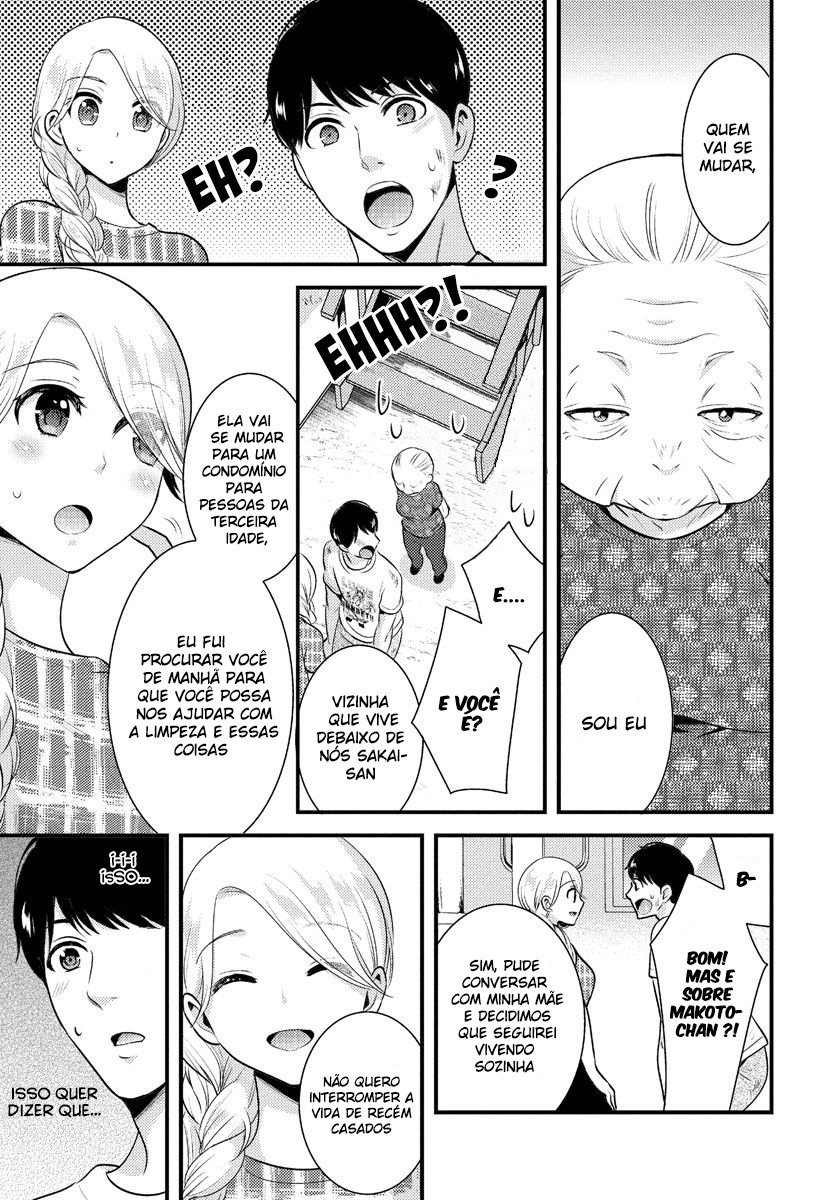 QUEM
VAI SE
MUDAR,
SOU EU
EH?
?
EHHH?!
E....
E VOCÊ
É?
VIZINHA
QUE VIVE
DEBAIXO DE
NÓS SAKAI-
SAN
ELA VAI
SE MUDAR
PARA UM
CONDOMÍNIO
PARA
PESSOAS DA
TERCEIRA
IDADE,
EU FUI
PROCURAR VOCÊ
DE MANHÃ PARA
QUE VOCÊ POSSA
NOS AJUDAR COM
A LIMPEZA E ESSAS
COISAS
B-
BOM!
MAS E
SOBRE
MAKOTO-
CHAN ?!
SIM, PUDE
CONVERSAR
COM MINHA MÃE
E DECIDIMOS
QUE SEGUIREI
VIVENDO
SOZINHA
NÃO QUERO
INTERROMPER A
VIDA DE RECÉM
CASADOS
í-í-í
ísSO...
ISSO QUER
DIZER QUE...